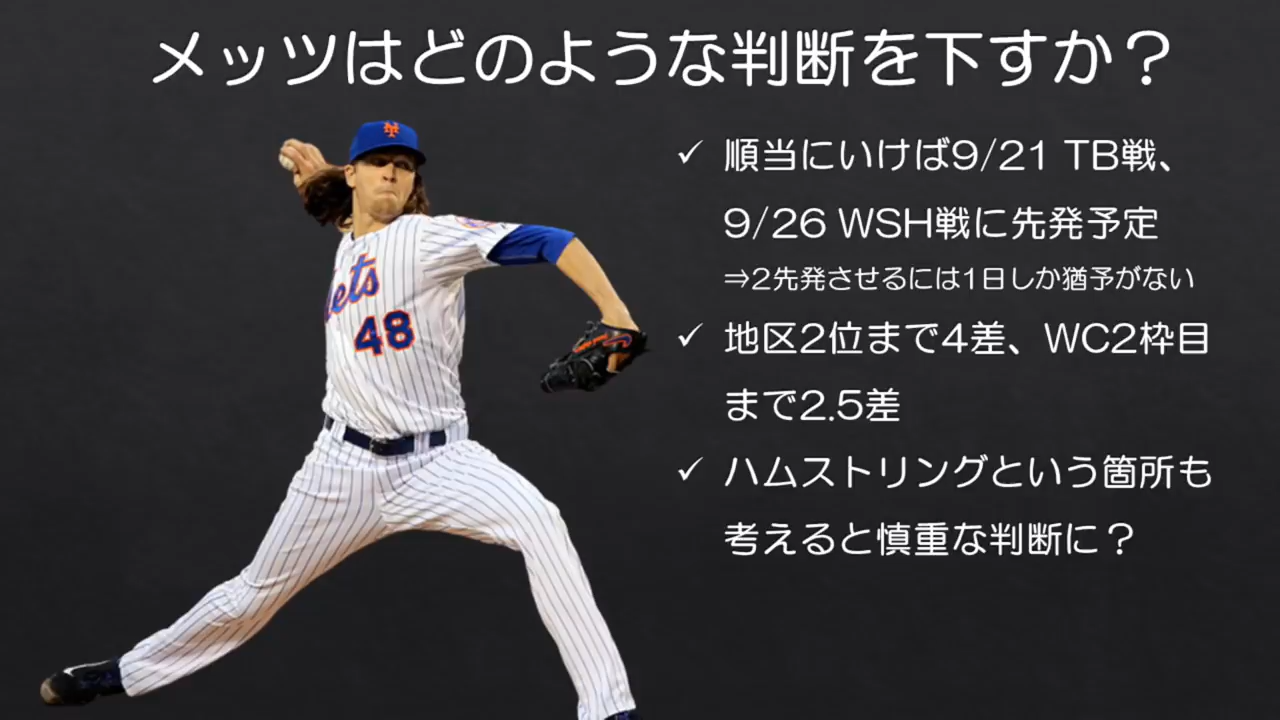 メッツはどのような判断を下すか？
✓ 順当にいけば9/21 TB戦、
9/26 WSH戦に先発予定
⇒2先発させるには1日しか猶予がない
✓ 地区2位まで4差、WC2枠目
まで2.5差
✓ ハムストリングという箇所も
考えると慎重な判断に？
NY
ets
48